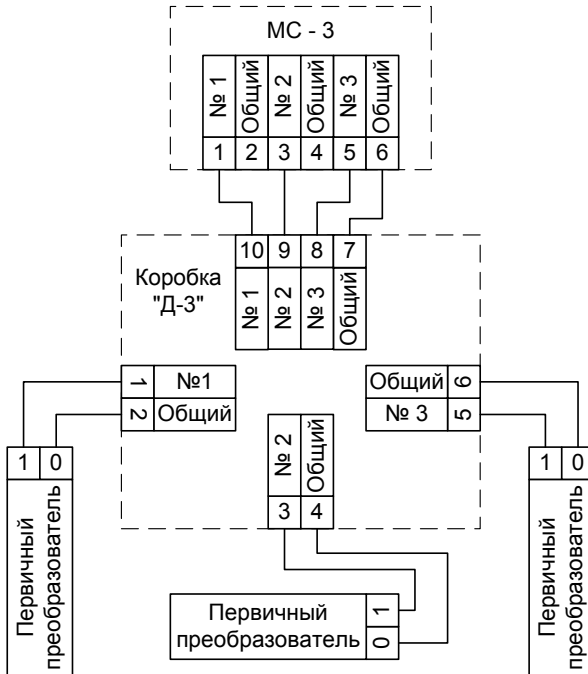 МС - 3
№ 1
Общий
№ 2
Общий
№ 3
Общий
1 2 3 4 5 6
10 9 8 7
№ 1
№ 2
№ 3
Общий
Коробка
"Д-3"
1 №1
2 Общий
Общий 6
№ 3 5
№ 2
Общий
3 4
1 0
Первичный
преобразователь
Первичный 1
преобразователь 0
1 0
Первичный
преобразователь